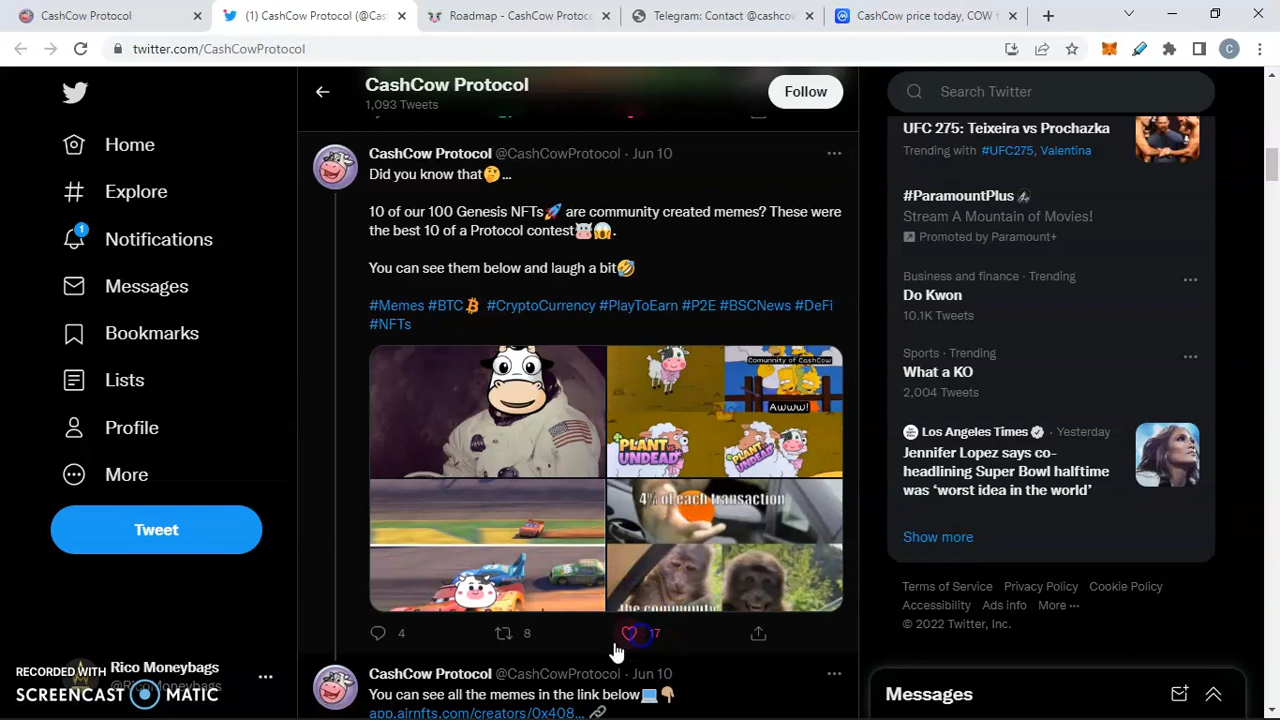 CashCow Protocol
(1) CashCow Protocol (@Cas
Roadmap - CashCow Protoco
Telegram: Contact @cashcow
CashCow price today, COW t
twitter.com/CashCowProtocol
C
CashCow Protocol
1,093 Tweets
Follow
Search Twitter
Home
Explore
1
Notifications
Messages
Bookmarks
Lists
Profile
More
Tweet
Rico Moneybags
RECORDED WITH
SCREENCAST MATIC
CashCow Protocol @CashCowProtocol · Jun 10
Did you know that🤔...
10 of our 100 Genesis NFTs🚀 are community created memes? These were
the best 10 of a Protocol contest🐮😱.
You can see them below and laugh a bit🤣
#Memes #BTC #CryptoCurrency #PlayToEarn #P2E #BSCNews #DeFi
#NFTs
Community of CashCow
Awww!
PLANT
UNDEAD
PLANT
UNDEAD
4% of each transaction
the community
4
8
17
CashCow Protocol @CashCowProtocol · Jun 10
You can see all the memes in the link below💻👇🏽
app.airnfts.com/creators/0x408...
UFC 275: Teixeira vs Prochazka
Trending with #UFC275, Valentina
#ParamountPlus
Stream A Mountain of Movies!
Promoted by Paramount+
Business and finance · Trending
Do Kwon
10.1K Tweets
Sports · Trending
What a KO
2,004 Tweets
Los Angeles Times · Yesterday
Jennifer Lopez says co-
headlining Super Bowl halftime
was ‘worst idea in the world’
Show more
Terms of Service Privacy Policy Cookie Policy
Accessibility Ads info More ···
© 2022 Twitter, Inc.
Messages